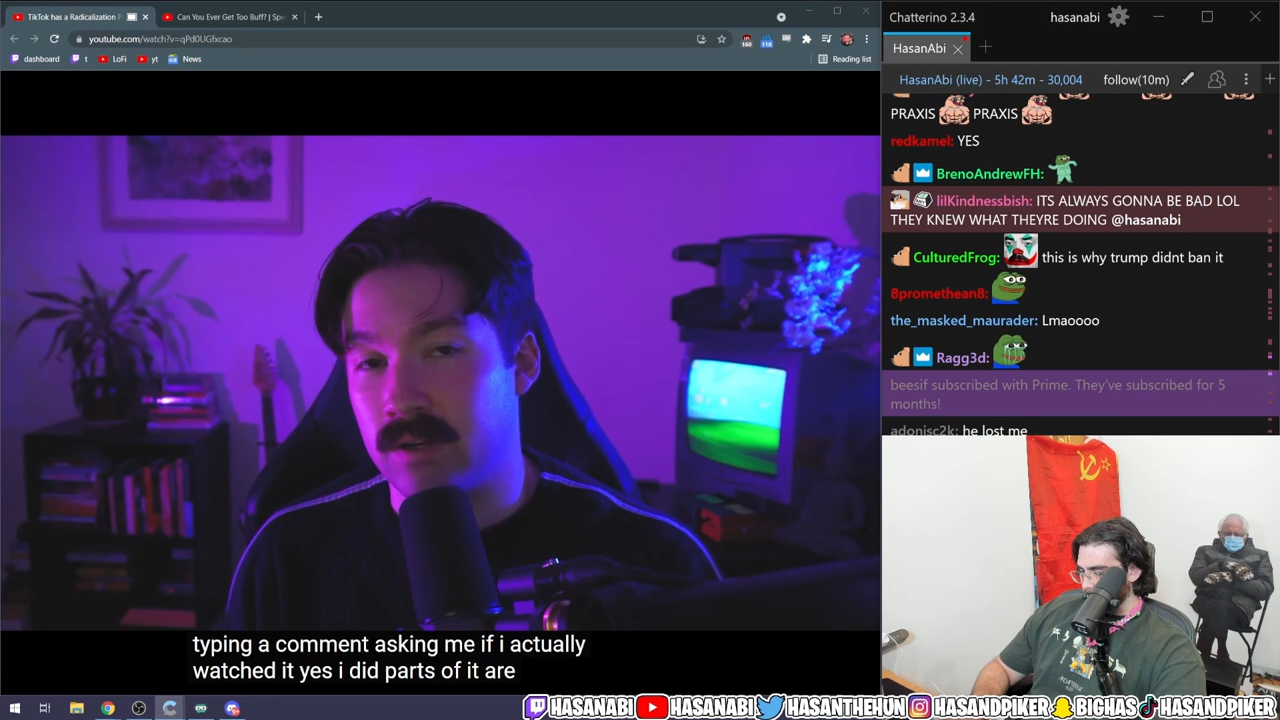 TikTok has a Radicalization P
Can You Ever Get Too Buff? | Spe
youtube.com/watch?v=qPd0UGfxcao
160
110
dashboard
t
LoFi
yt
News
Reading list
typing a comment asking me if i actually
watched it yes i did parts of it are
Chatterino 2.3.4
hasanabi
HasanAbi
HasanAbi (live) - 5h 42m - 30,004
follow(10m)
PRAXIS PRAXIS
redkamel: YES
BrenoAndrewFH:
lilKindnessbish: ITS ALWAYS GONNA BE BAD LOL
THEY KNEW WHAT THEYRE DOING @hasanabi
CulturedFrog: this is why trump didnt ban it
8promethean8:
the_masked_maurader: Lmaoooo
Ragg3d:
beesif subscribed with Prime. They've subscribed for 5
months!
adonisc2k: he lost me
HASANABI HASANABI HASANTHEHUN HASANDPIKER BIGHAS HASANDPIKER